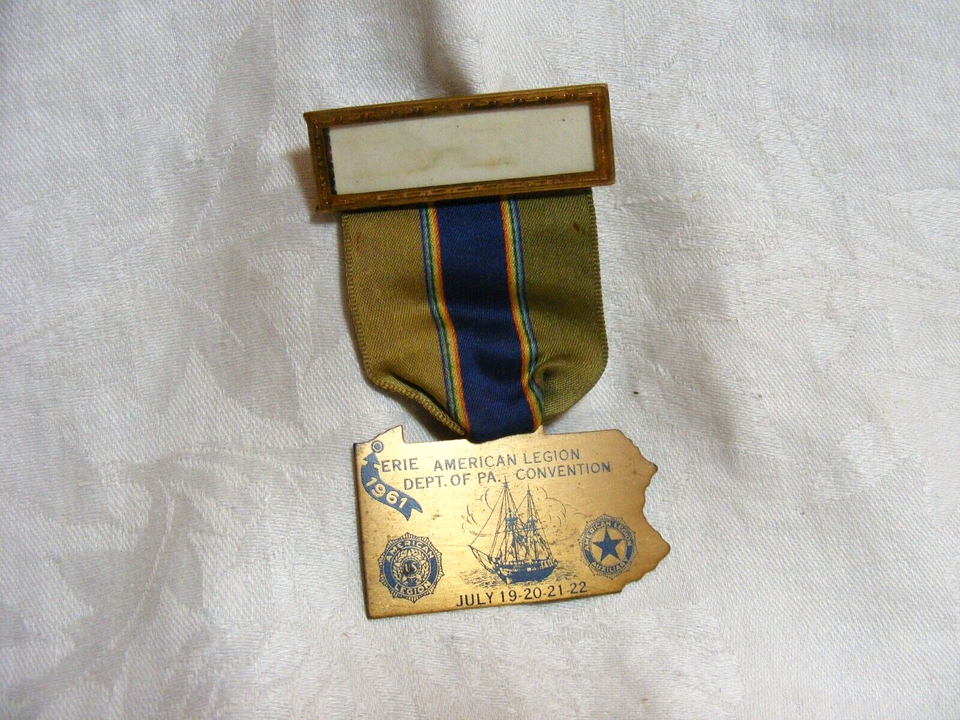 ERIE AMERICAN LEGION
DEPT. OF PA. CONVENTION
1961
AMERICAN
U.S.
LEGION
AMERICAN LEGION
AUXILIARY
JULY 19-20-21-22